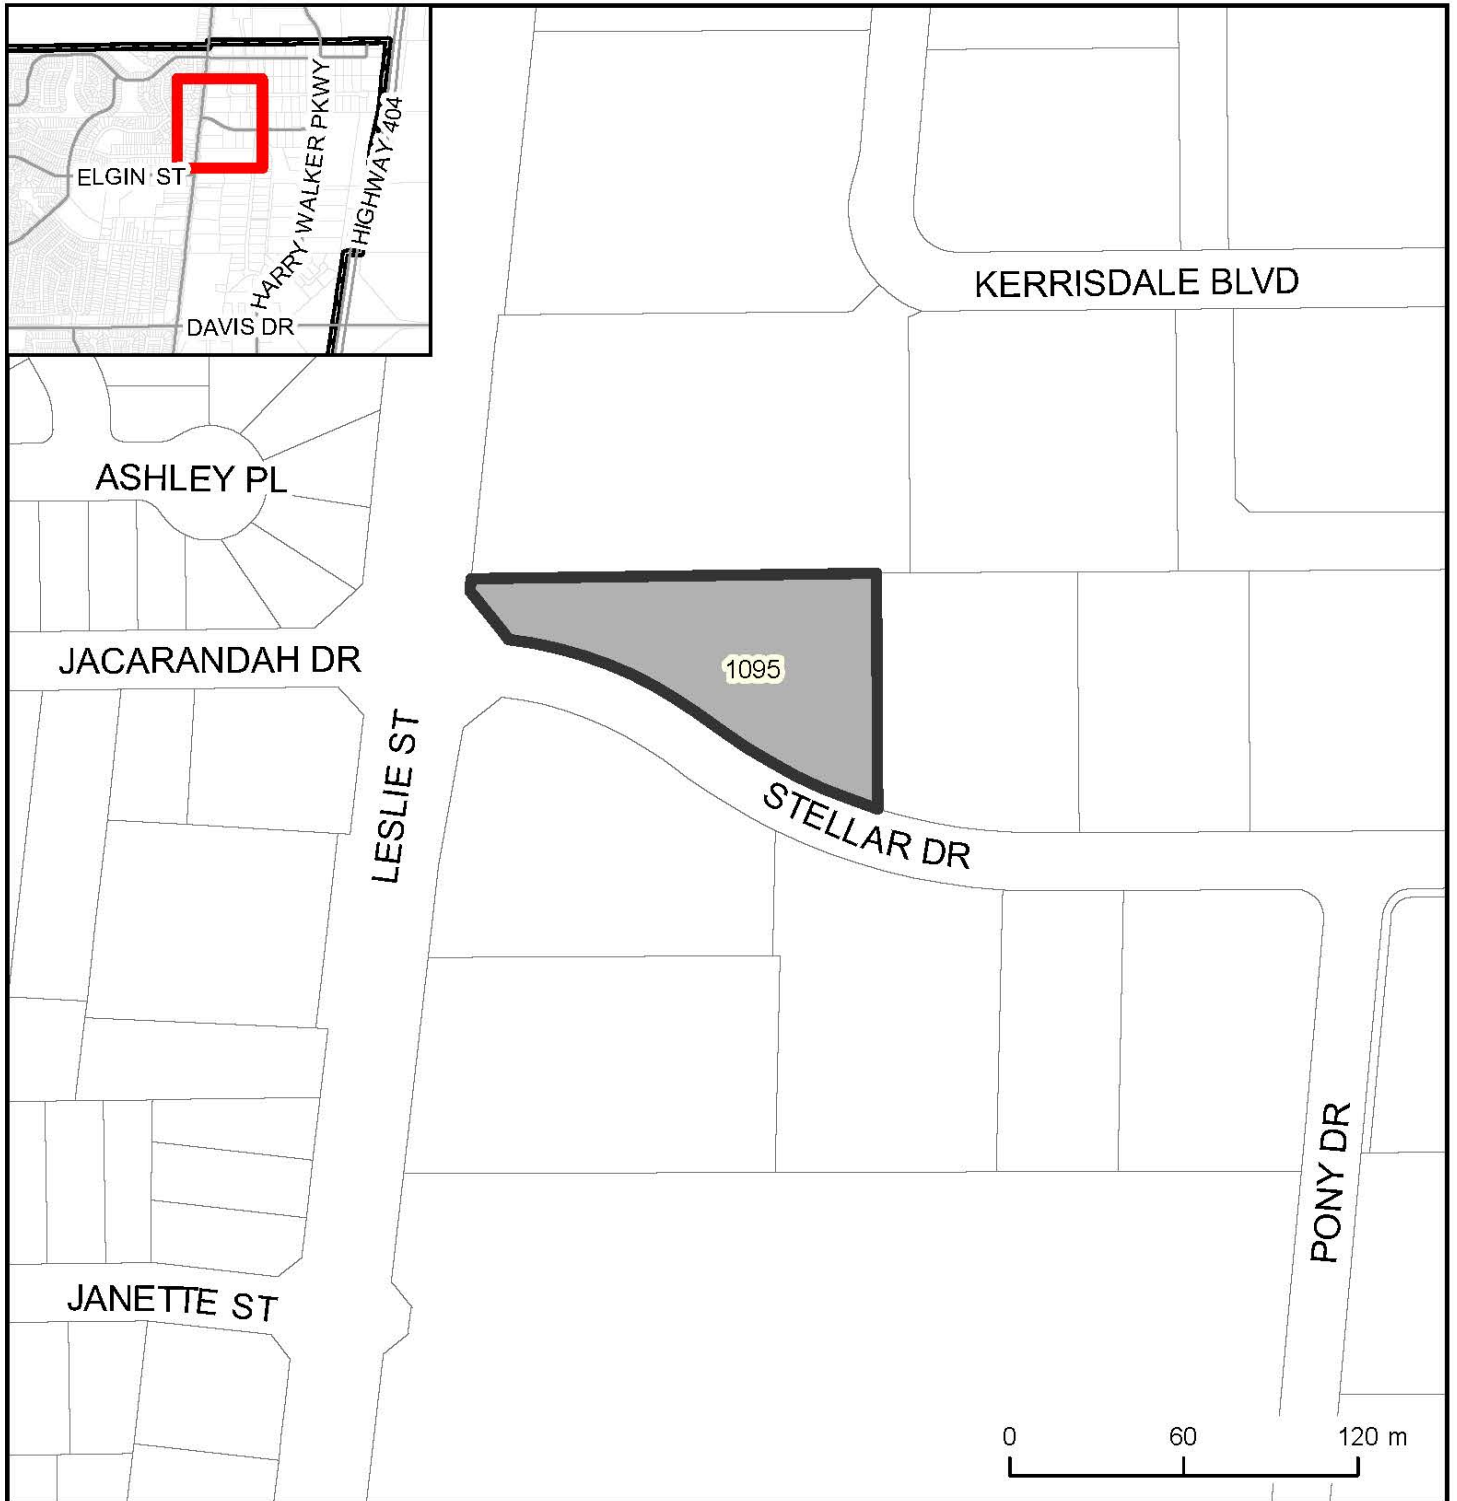 HARRY WALKER PKWY
HIGHWAY 404
ELGIN ST
DAVIS DR
KERRISDALE BLVD
ASHLEY PL
JACARANDAH DR
1095
LESLIE ST
STELLAR DR
PONY DR
JANETTE ST
0 60 120 m